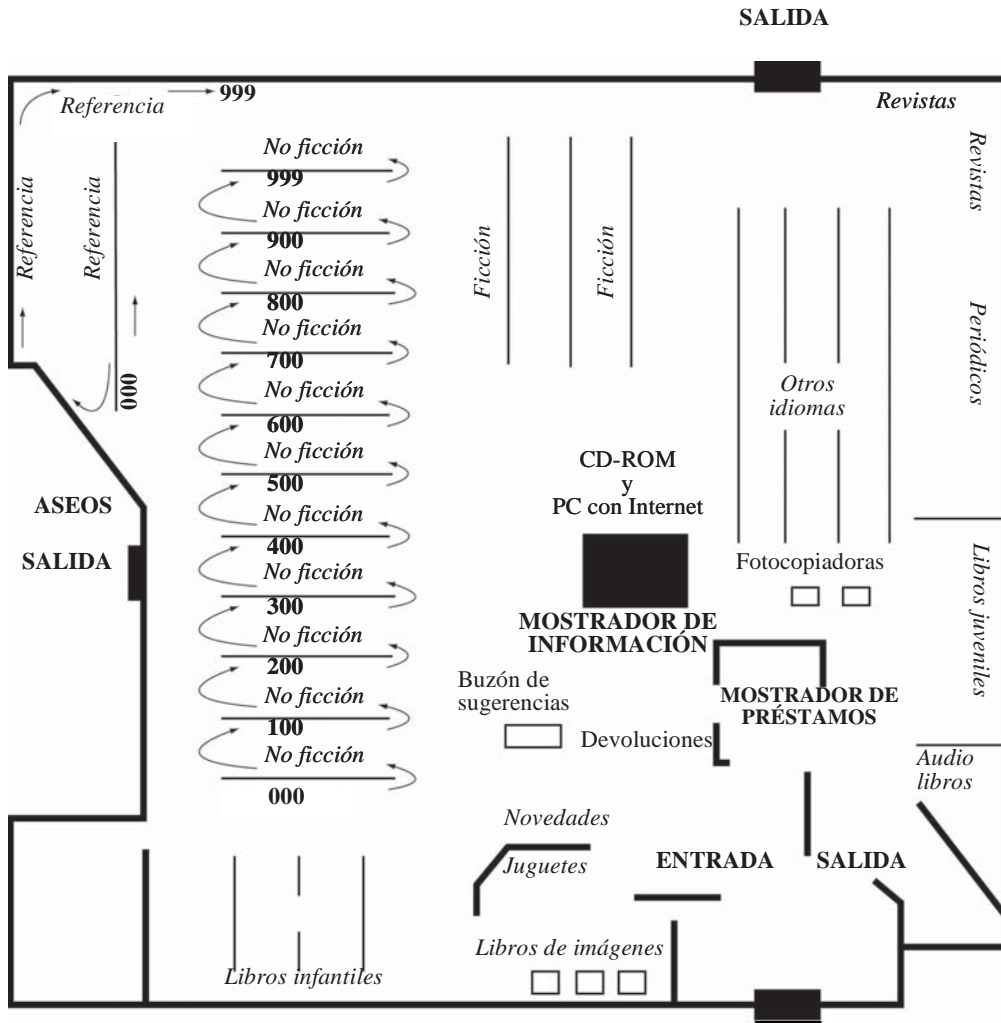 SALIDA
Referencia
999
Revistas
Revistas
Referencia
Referencia
000
No ficción
999
No ficción
900
No ficción
800
No ficción
700
No ficción
600
No ficción
500
No ficción
400
No ficción
300
No ficción
200
No ficción
100
No ficción
000
Ficción
Ficción
Periódicos
Otros
idiomas
CD-ROM
y
PC con Internet
ASEOS
SALIDA
Fotocopiadoras
Libros juveniles
MOSTRADOR DE
INFORMACIÓN
Buzón de
sugerencias
MOSTRADOR DE
PRÉSTAMOS
Devoluciones
Audio
libros
Novedades
Juguetes
ENTRADA
SALIDA
Libros de imágenes
Libros infantiles